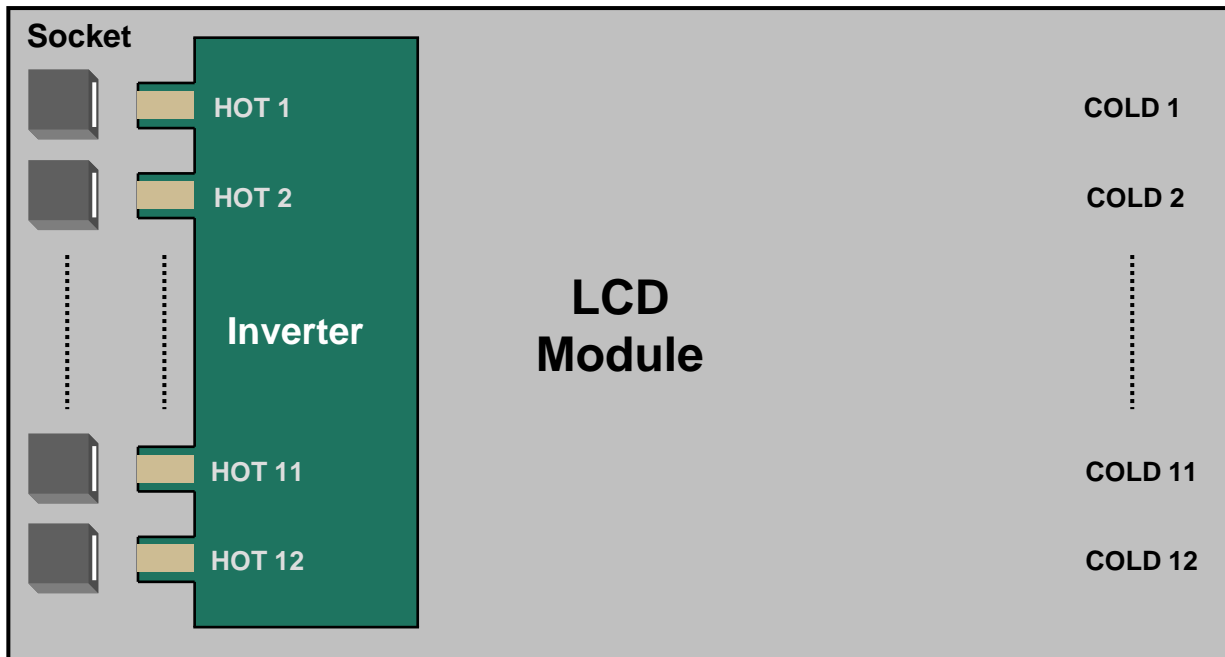 Socket
HOT 1
COLD 1
HOT 2
COLD 2
LCD
Module
Inverter
HOT 11
COLD 11
HOT 12
COLD 12